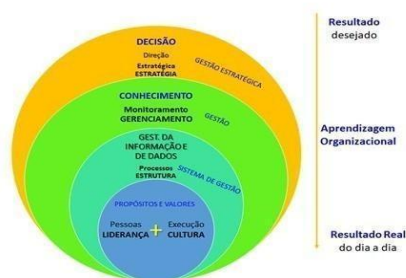 DECISÃO
Direção
Estratégica
ESTRATÉGIA
GESTÃO ESTRATÉGICA
CONHECIMENTO
Monitoramento
GERENCIAMENTO
GESTÃO
GEST. DA
INFORMAÇÃO E
DE DADOS
Processos
ESTRUTURA
SISTEMA DE GESTÃO
PROPÓSITOS E VALORES
Pessoas + Execução
LIDERANÇA CULTURA
Resultado
desejado
Aprendizagem
Organizacional
Resultado Real
do dia a dia